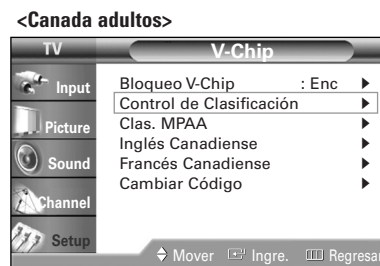 <Canada adultos>
TV
V-Chip
Input
Picture
Sound
Channel
Setup
Bloqueo V-Chip : Enc
Control de Clasificación
Clas. MPAA
Inglés Canadiense
Francés Canadiense
Cambiar Código
Mover Ingre. Regresar